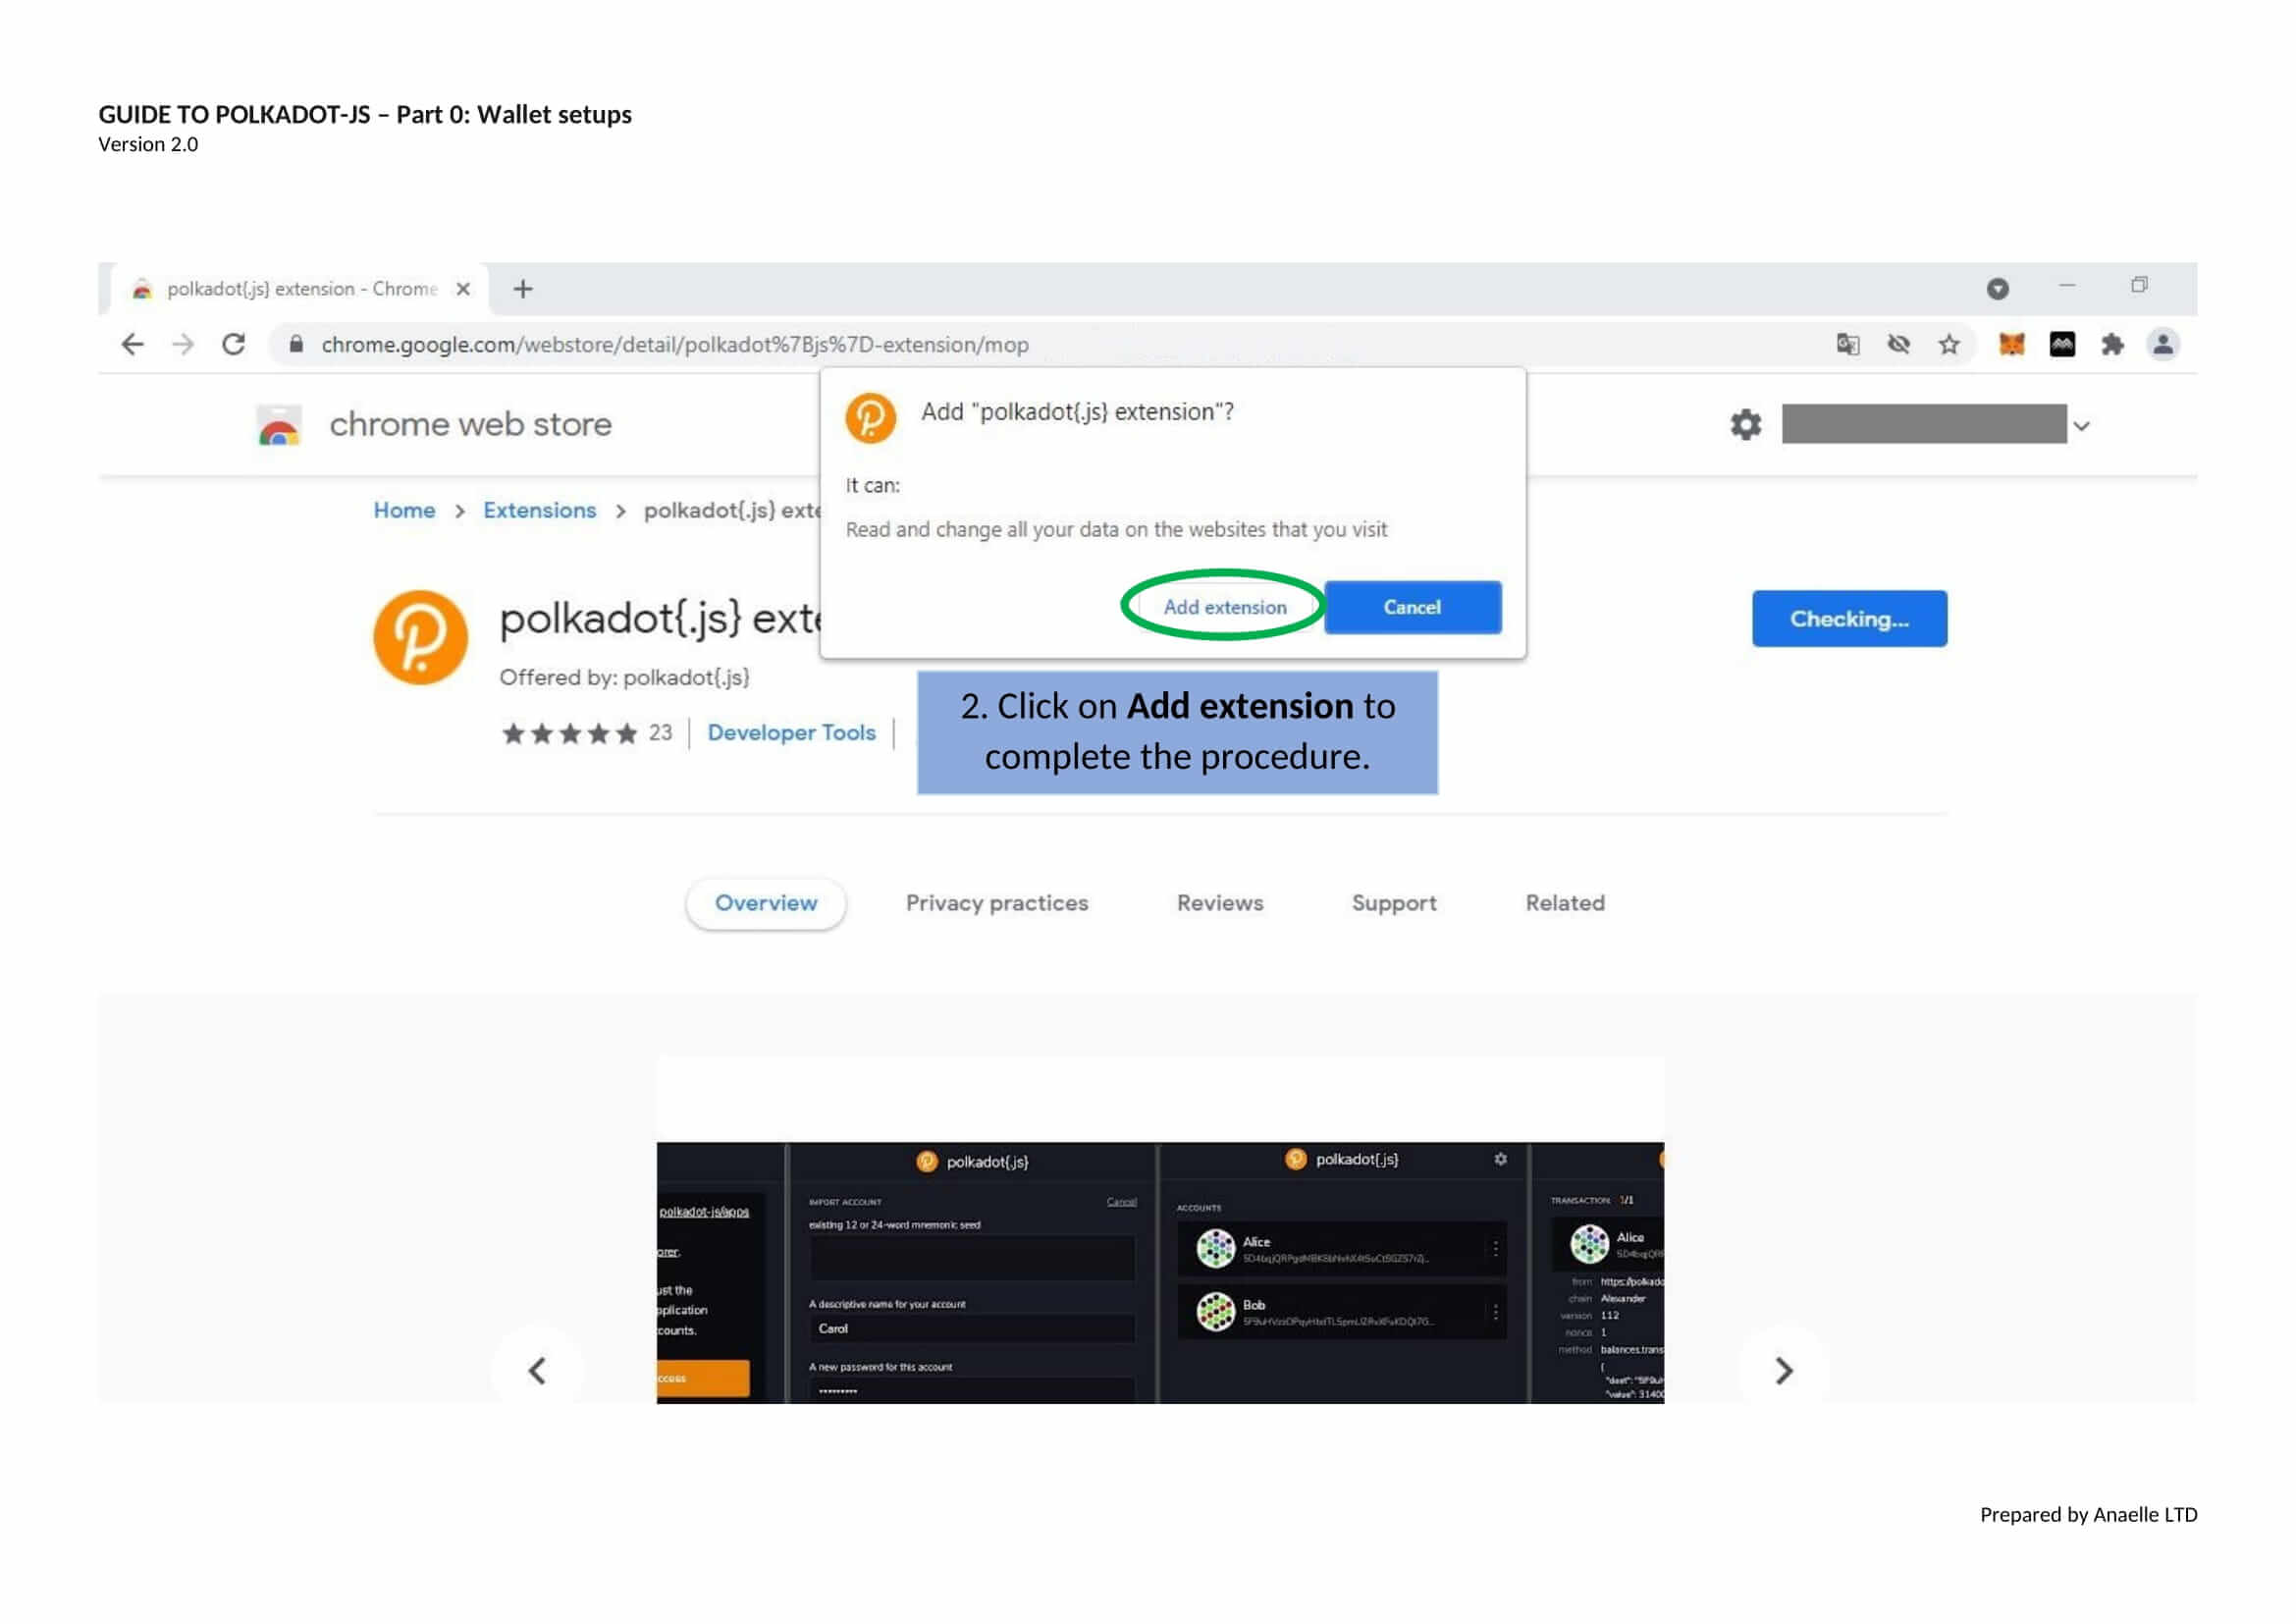 GUIDE TO POLKADOT-JS – Part 0: Wallet setups
Version 2.0
polkadot{.js} extension - Chrome
chrome.google.com/webstore/detail/polkadot%7Bjs%7D-extension/mop
chrome web store
Add "polkadot{.js} extension"?
It can:
Read and change all your data on the websites that you visit
Add extension Cancel
Home > Extensions > polkadot{.js} exte
polkadot{.js} exte
Checking...
Offered by: polkadot{.js}
23 Developer Tools
2. Click on Add extension to
complete the procedure.
Overview Privacy practices Reviews Support Related
polkadot-js/apps
orer.
ust the
pplication
counts.
ccess
polkadot{.js}
IMPORT ACCOUNT Cancel
existing 12 or 24-word mnemonic seed
A descriptive name for your account
Carol
A new password for this account
polkadot{.js}
ACCOUNTS
Alice
Bob
TRANSACTION 1/1
Alice
from https://polkado
chain Alexander
version 112
nonce 1
method balances.trans
{
"value": 31400
Prepared by Anaelle LTD